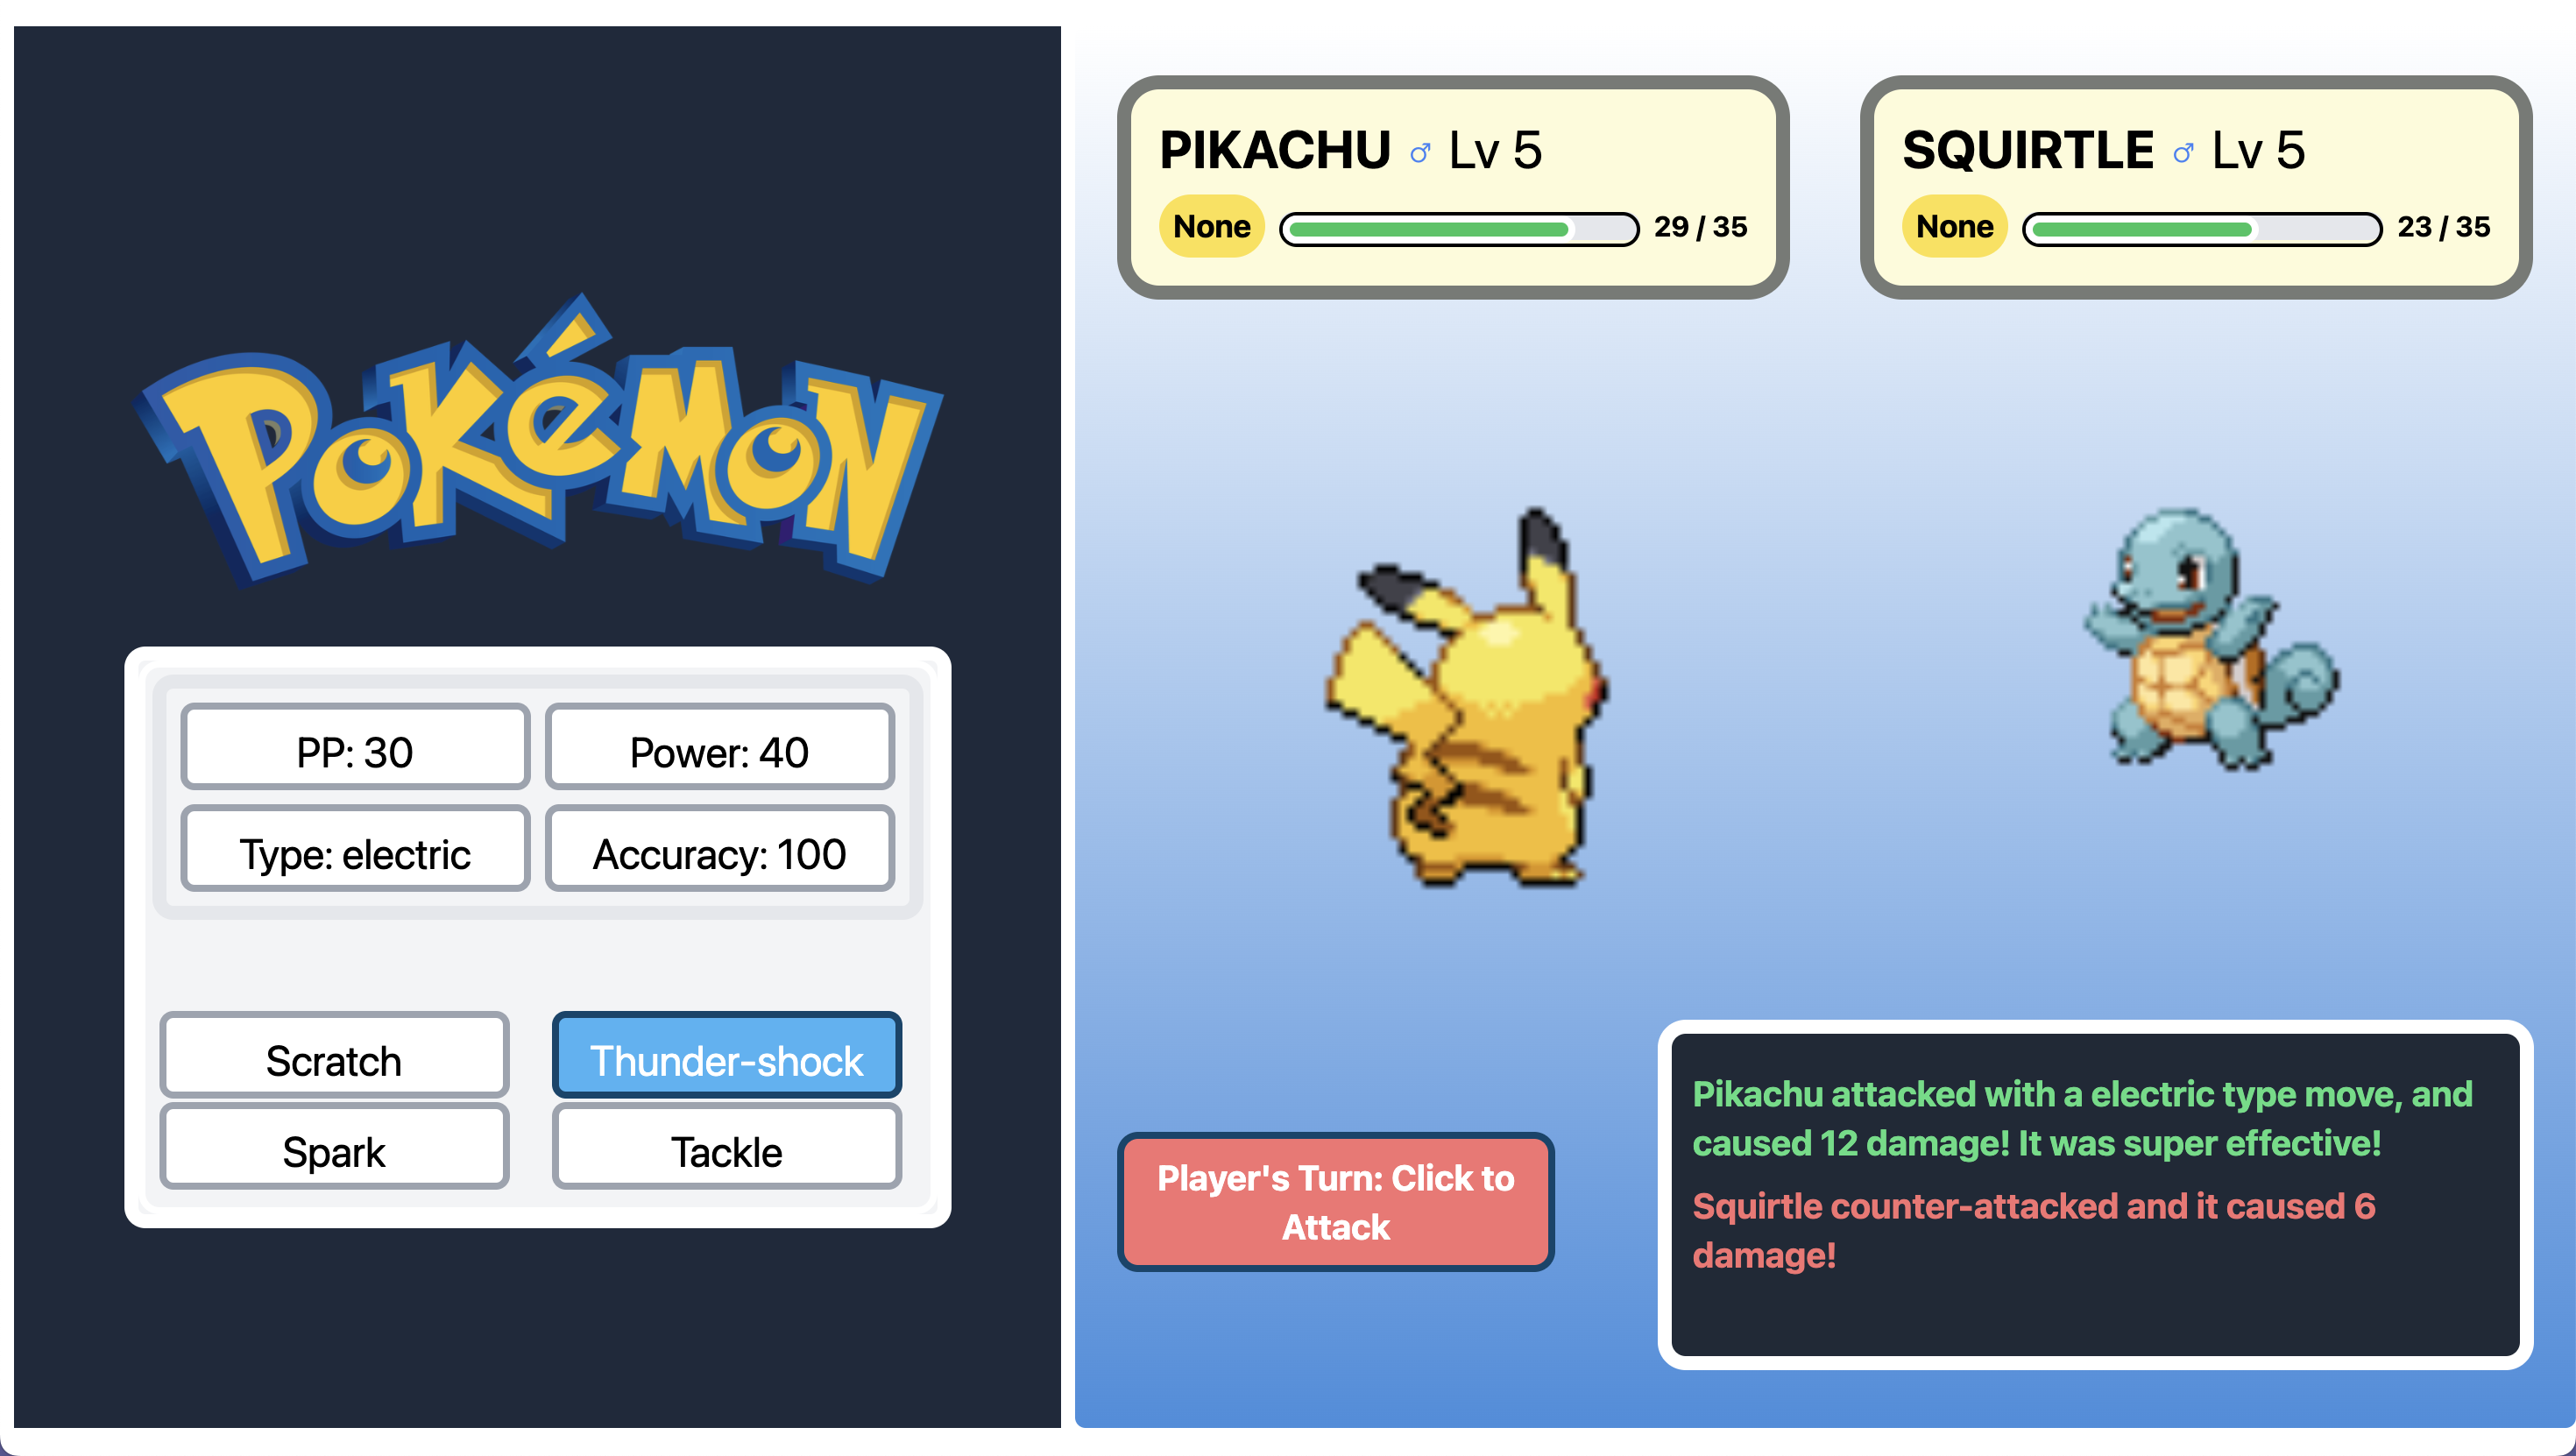 POKéMON
PP: 30
Power: 40
Type: electric
Accuracy: 100
Scratch
Thunder-shock
Spark
Tackle
PIKACHU ♂ Lv 5
None
29 / 35
SQUIRTLE ♂ Lv 5
None
23 / 35
Player's Turn: Click to
Attack
Pikachu attacked with a electric type move, and
caused 12 damage! It was super effective!
Squirtle counter-attacked and it caused 6
damage!